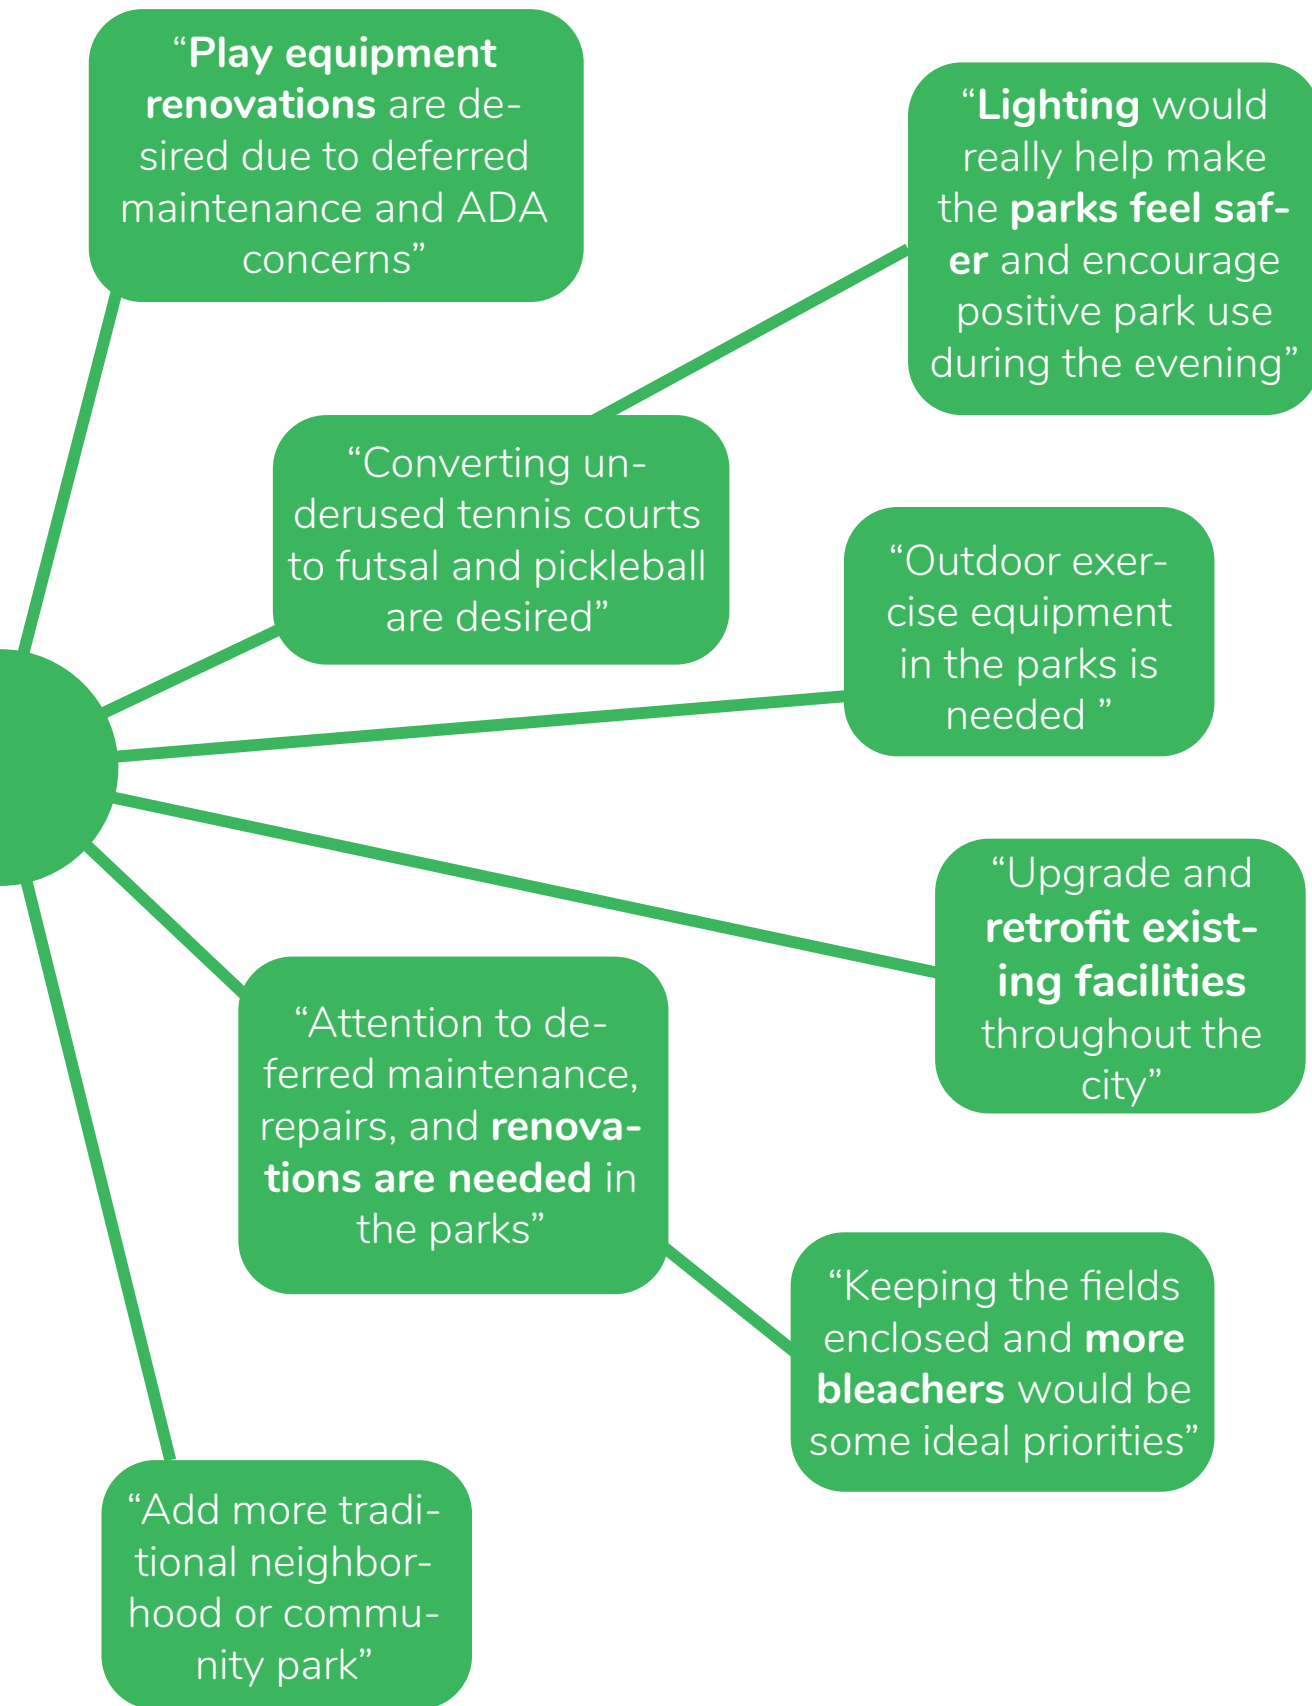 “Play equipment
renovations are de-
sired due to deferred
maintenance and ADA
concerns”
“Lighting would
really help make
the parks feel saf-
er and encourage
positive park use
during the evening”
“Converting un-
derused tennis courts
to futsal and pickleball
are desired”
“Outdoor exer-
cise equipment
in the parks is
needed ”
“Upgrade and
retrofit exist-
ing facilities
throughout the
city”
“Attention to de-
ferred maintenance,
repairs, and renova-
tions are needed in
the parks”
“Keeping the fields
enclosed and more
bleachers would be
some ideal priorities”
“Add more tradi-
tional neighbor-
hood or commu-
nity park”